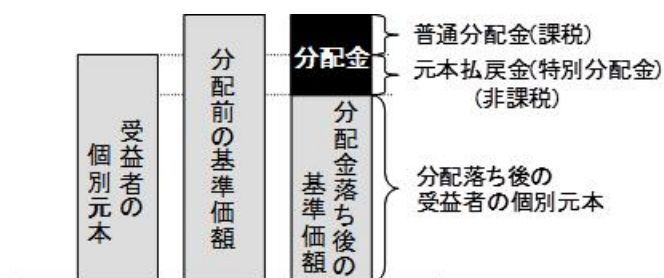 受益者の
個別元本
分配前の基準価額
分配金
分配金落ち後の
基準価額
普通分配金(課税)
元本払戻金(特別分配金)
(非課税)
分配落ち後の
受益者の個別元本